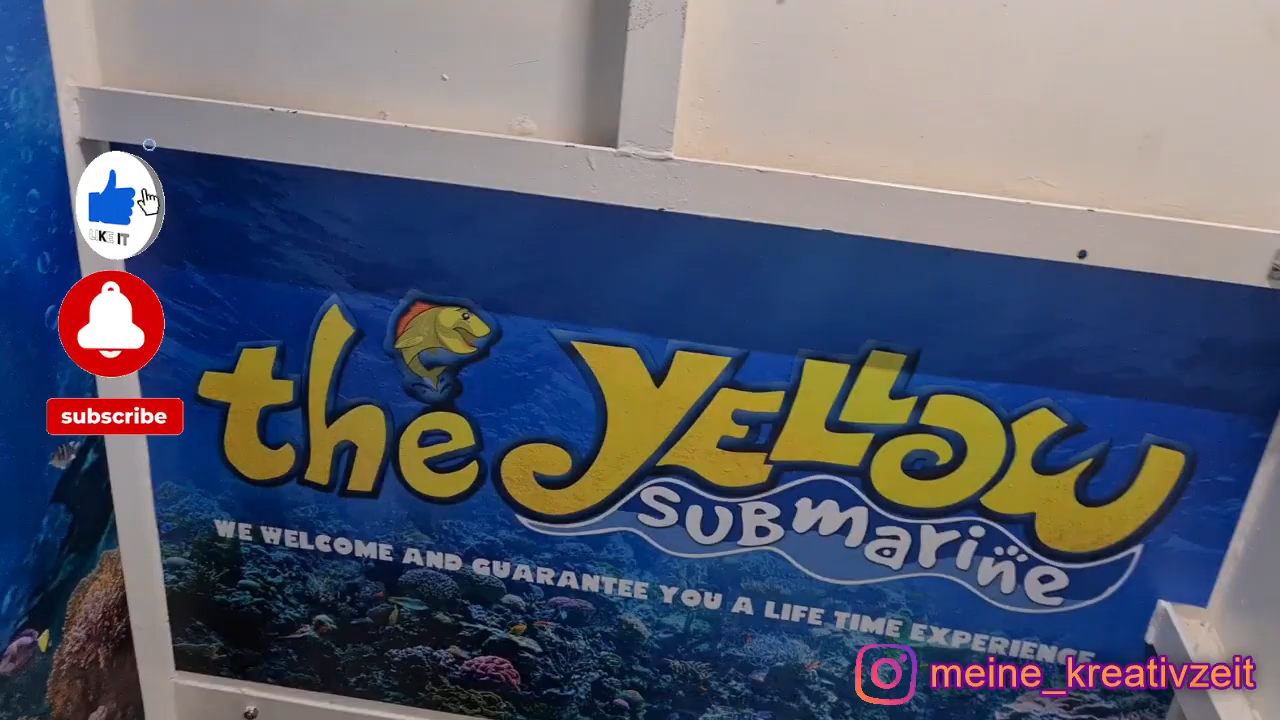 LIKE IT
subscribe
the YELLOW
SUBmarine
WE WELCOME AND GUARANTEE YOU A LIFE TIME EXPERIENCE
meine_kreativzeit